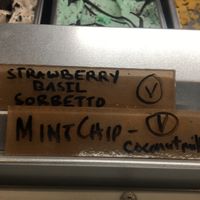 STRAWBERRY
BASIL
SORBETTO
V
MINT CHIP - V
coconut milk